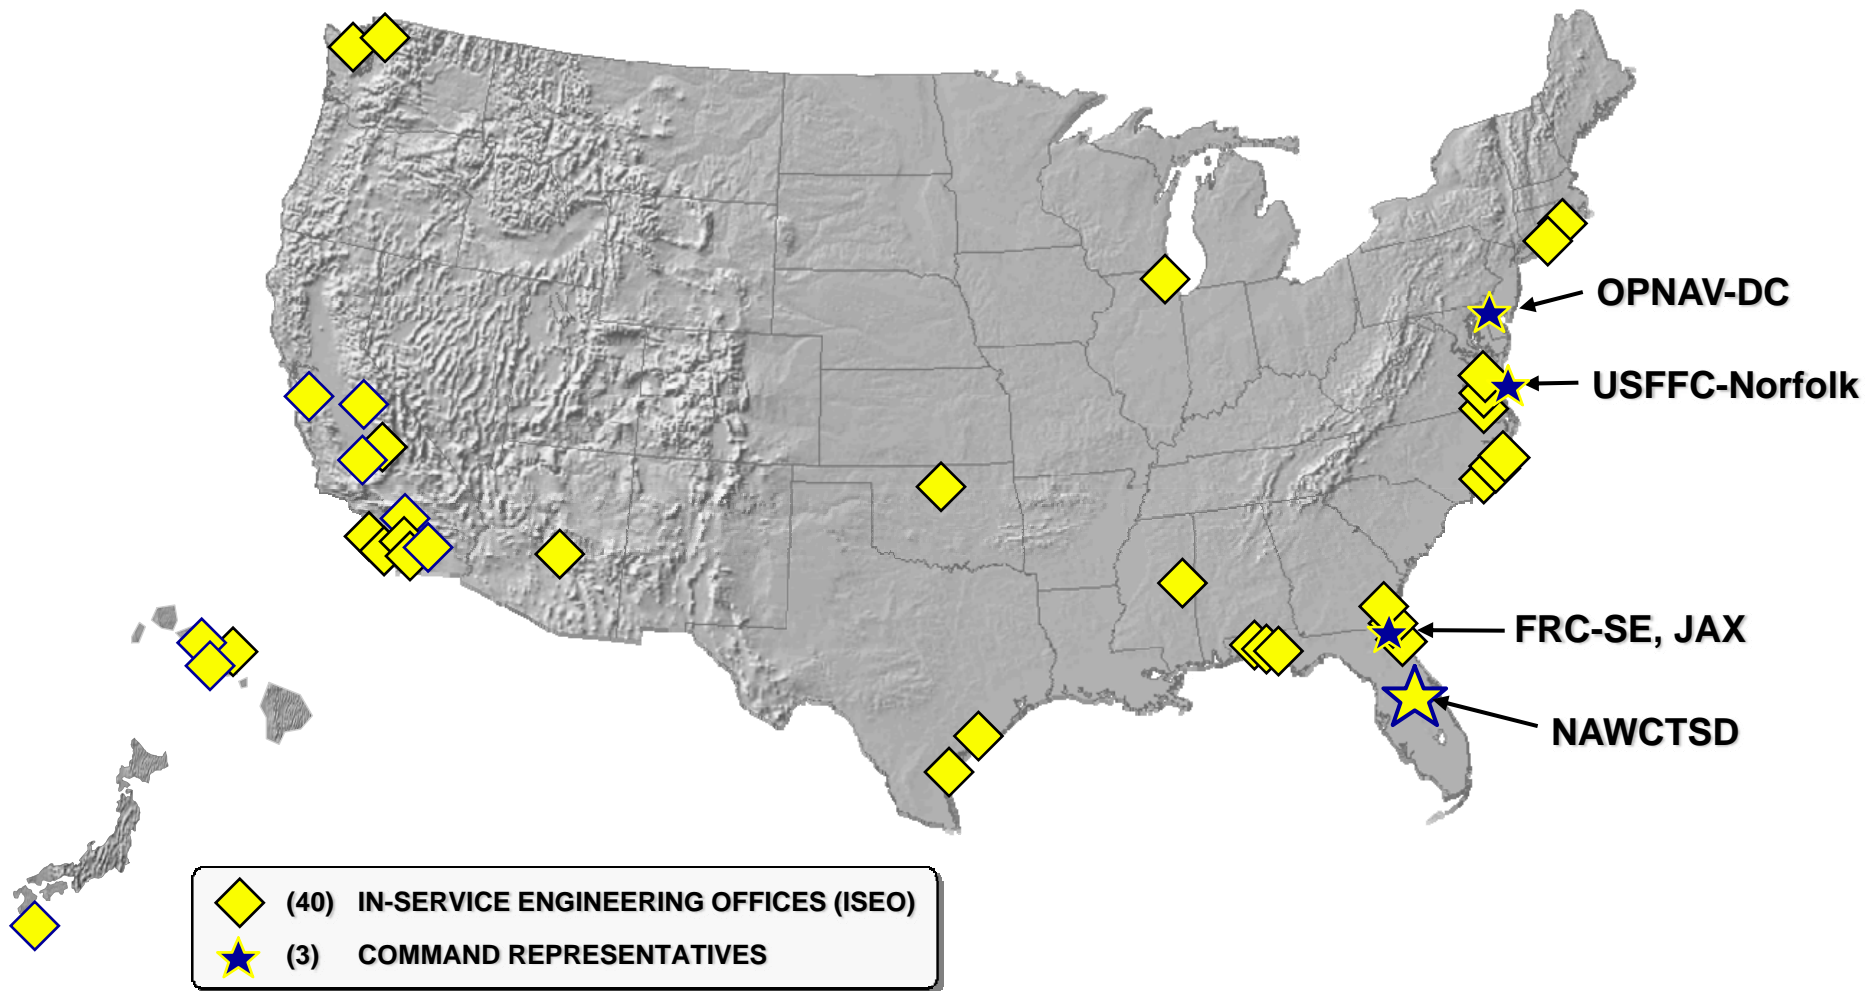 OPNAV-DC
USFFC-Norfolk
FRC-SE, JAX
NAWCTSD
(40) IN-SERVICE ENGINEERING OFFICES (ISEO)
(3) COMMAND REPRESENTATIVES